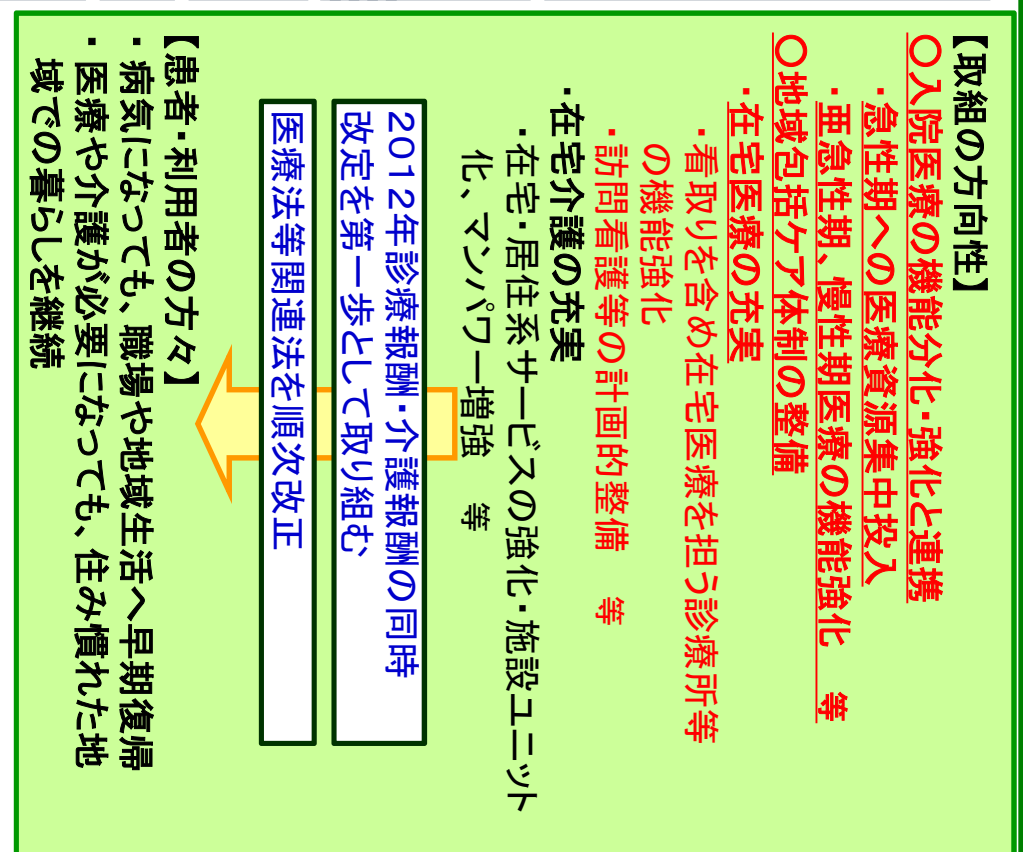 【取組の方向性】
〇入院医療の機能分化・強化と連携
・急性期への医療資源集中投入
・亜急性期、慢性期医療の機能強化　等
〇地域包括ケア体制の整備
・在宅医療の充実
・看取りを含め在宅医療を担う診療所等
の機能強化
・訪問看護等の計画的整備　等
・在宅介護の充実
・在宅・居住系サービスの強化・施設ユニット
化、マンパワー増強　等
2012年診療報酬・介護報酬の同時
改定を第一歩として取り組む
医療法等関連法を順次改正
【患者・利用者の方々】
・病気になっても、職場や地域生活へ早期復帰
・医療や介護が必要になっても、住み慣れた地
域での暮らしを継続